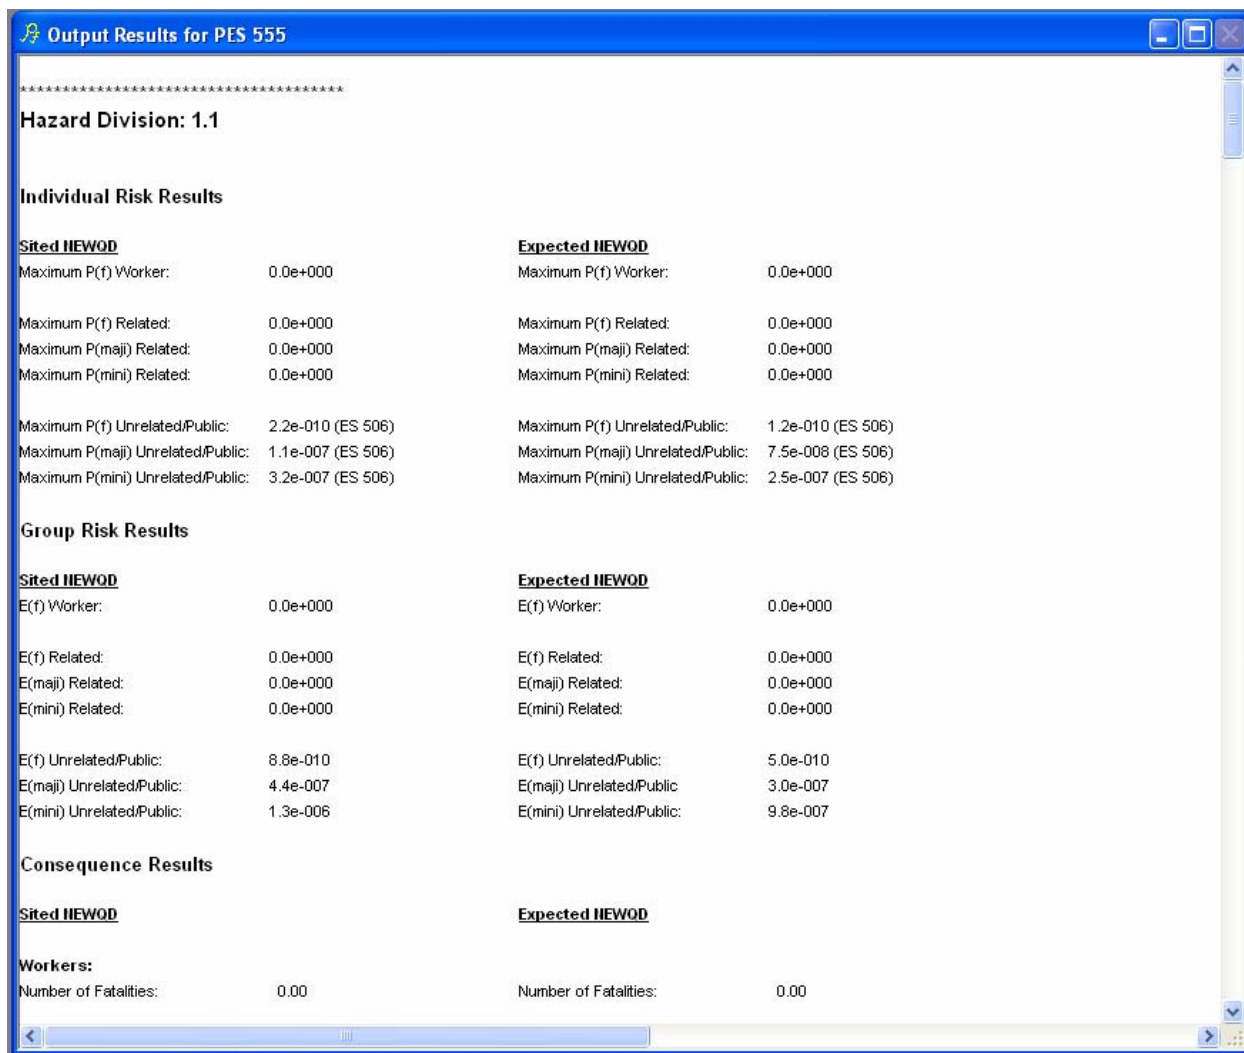 Output Results for PES 555
**************************************
Hazard Division: 1.1
Individual Risk Results
Sited NEWQD Expected NEWQD
Maximum P(f) Worker: 0.0e+000 Maximum P(f) Worker: 0.0e+000
Maximum P(f) Related: 0.0e+000 Maximum P(f) Related: 0.0e+000
Maximum P(maji) Related: 0.0e+000 Maximum P(maji) Related: 0.0e+000
Maximum P(mini) Related: 0.0e+000 Maximum P(mini) Related: 0.0e+000
Maximum P(f) Unrelated/Public: 2.2e-010 (ES 506) Maximum P(f) Unrelated/Public: 1.2e-010 (ES 506)
Maximum P(maji) Unrelated/Public: 1.1e-007 (ES 506) Maximum P(maji) Unrelated/Public: 7.5e-008 (ES 506)
Maximum P(mini) Unrelated/Public: 3.2e-007 (ES 506) Maximum P(mini) Unrelated/Public: 2.5e-007 (ES 506)
Group Risk Results
Sited NEWQD Expected NEWQD
E(f) Worker: 0.0e+000 E(f) Worker: 0.0e+000
E(f) Related: 0.0e+000 E(f) Related: 0.0e+000
E(maji) Related: 0.0e+000 E(maji) Related: 0.0e+000
E(mini) Related: 0.0e+000 E(mini) Related: 0.0e+000
E(f) Unrelated/Public: 8.8e-010 E(f) Unrelated/Public: 5.0e-010
E(maji) Unrelated/Public: 4.4e-007 E(maji) Unrelated/Public 3.0e-007
E(mini) Unrelated/Public: 1.3e-006 E(mini) Unrelated/Public: 9.8e-007
Consequence Results
Sited NEWQD Expected NEWQD
Workers:
Number of Fatalities: 0.00 Number of Fatalities: 0.00